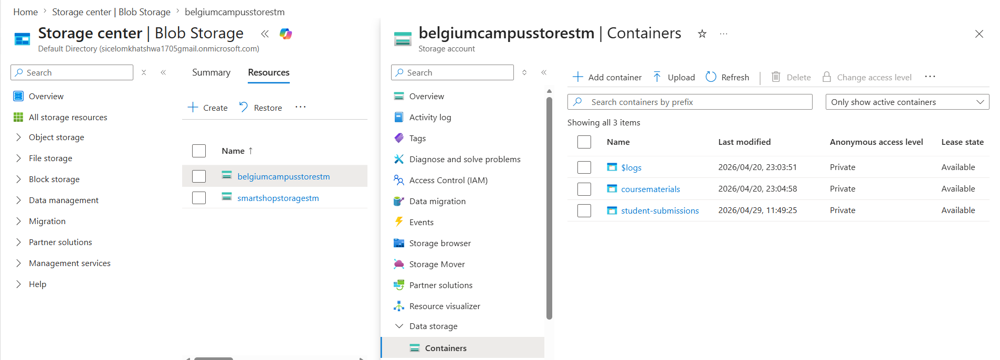 Home > Storage center | Blob Storage > belgiumcampusstorestm
Storage center | Blob Storage
Default Directory (sicelomkhatshwa1705gmail.onmicrosoft.com)
Search
Overview
All storage resources
Object storage
File storage
Block storage
Data management
Migration
Partner solutions
Management services
Help
Summary Resources
Create Restore ...
Name ↑
belgiumcampusstorestm
smartshopstoragestm
belgiumcampusstorestm | Containers
Storage account
Search
Overview
Activity log
Tags
Diagnose and solve problems
Access Control (IAM)
Data migration
Events
Storage browser
Storage Mover
Partner solutions
Resource visualizer
Data storage
Containers
Add container Upload Refresh Delete Change access level ...
Search containers by prefix Only show active containers
Showing all 3 items
Name Last modified Anonymous access level Lease state
$logs 2026/04/20, 23:03:51 Private Available
coursematerials 2026/04/20, 23:04:58 Private Available
student-submissions 2026/04/29, 11:49:25 Private Available